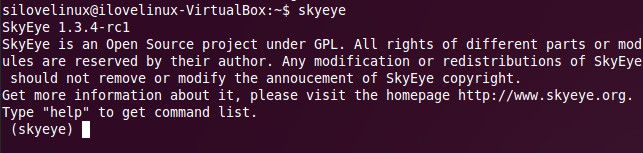 silovelinux@ilovelinux-VirtualBox:~$ skyeye
SkyEye 1.3.4-rc1
SkyEye is an Open Source project under GPL. All rights of different parts or mod
ules are reserved by their author. Any modification or redistributions of SkyEye
 should not remove or modify the annoucement of SkyEye copyright.
Get more information about it, please visit the homepage http://www.skyeye.org.
Type "help" to get command list.
(skyeye)